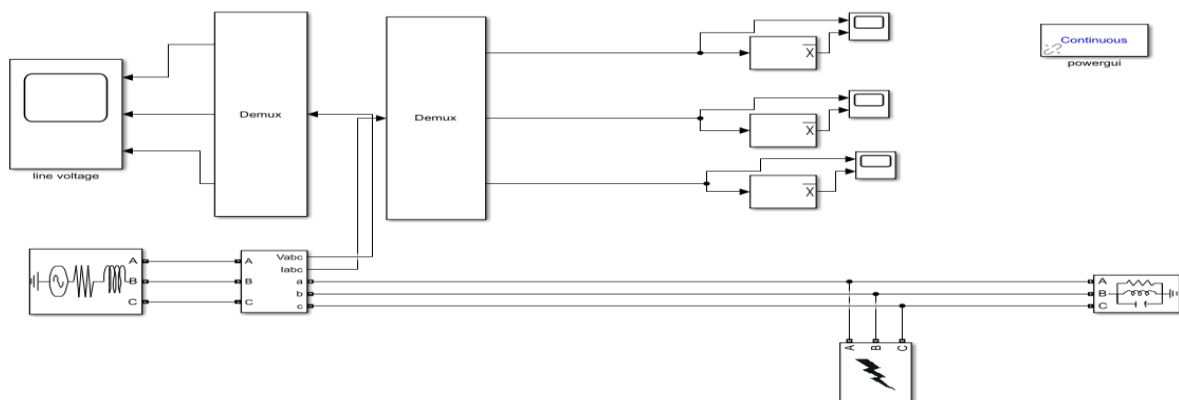 Continuous
powergui
Demux
Demux
line voltage
x
x
x
A
B
C
A
B
C
Vabc
Iabc
a
b
c
A
B
C
A
B
C